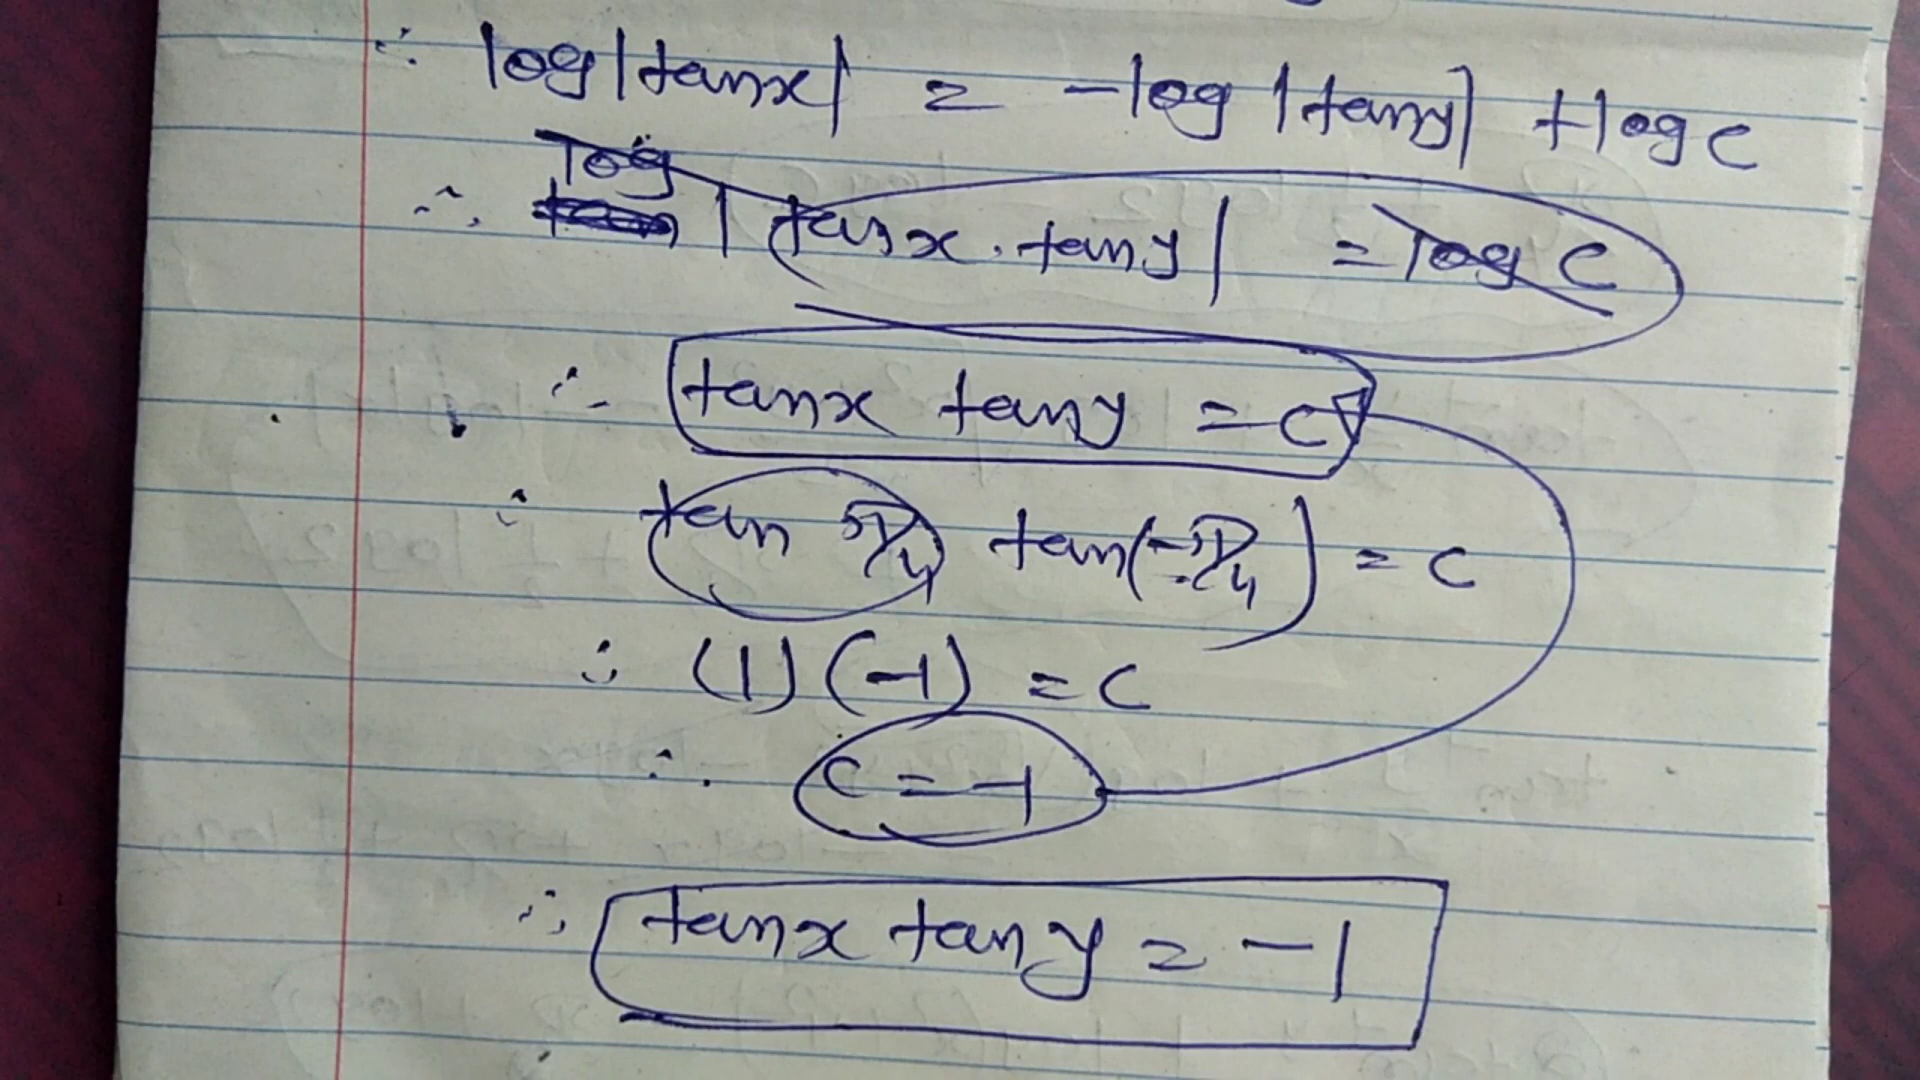 ∴ log|tanx| = -log|tany| + log c
log
∴ |tanx.tany| = log c
∴ tanx tany = c
∴ tan π/4 tan(-π/4) = c
∴ (1)(-1) = c
∴ c = -1
∴ tanx tany = -1